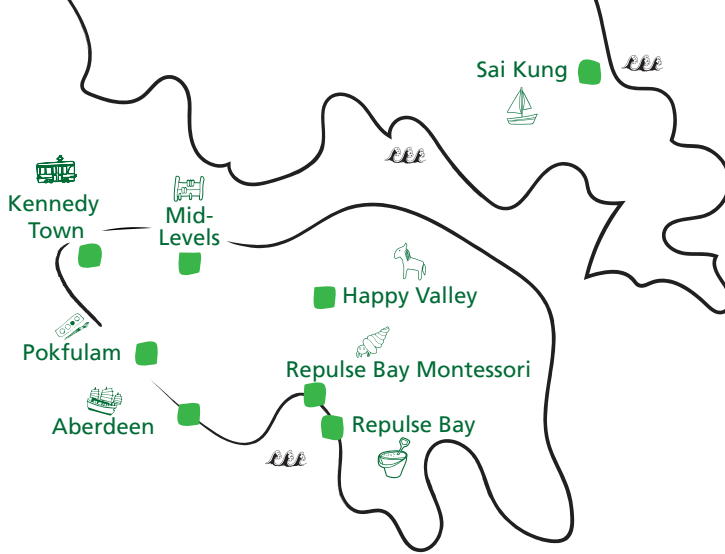 Sai Kung
Kennedy
Town
Mid-
Levels
Happy Valley
Pokfulam
Repulse Bay Montessori
Aberdeen
Repulse Bay